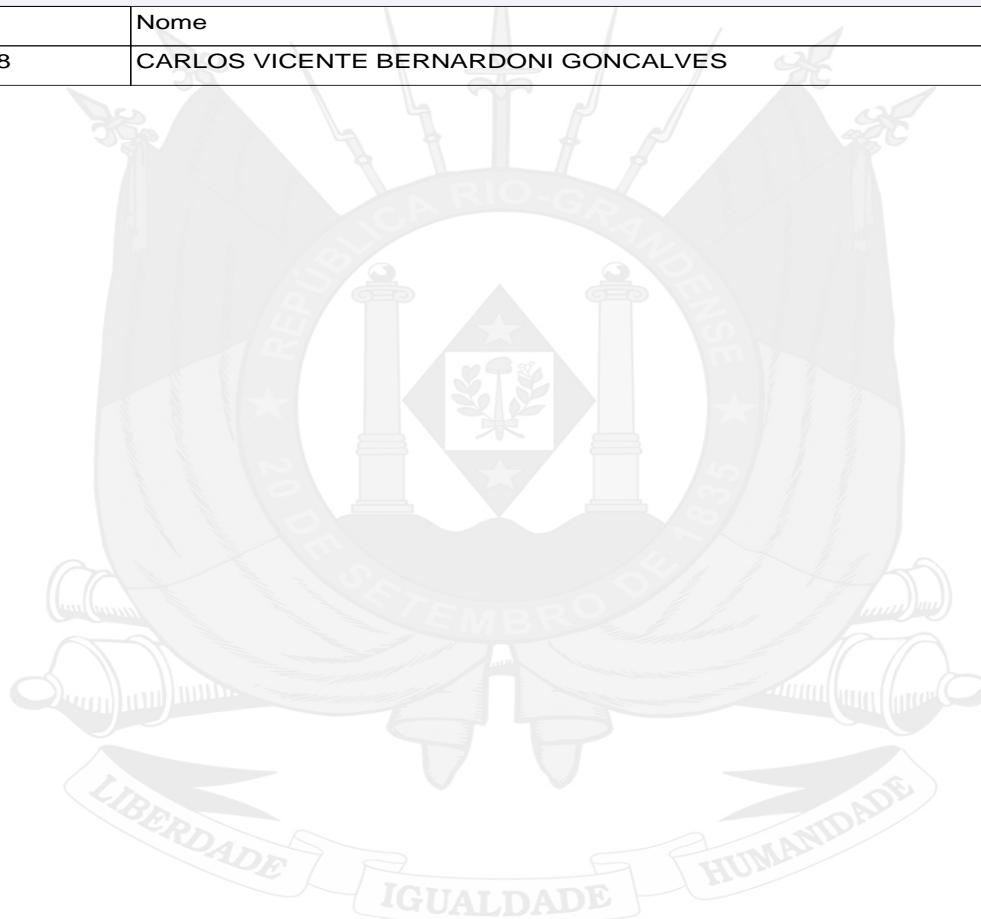 Nome
8 CARLOS VICENTE BERNARDONI GONCALVES
REPÚBLICA RIO-GRANDENSE
20 DE SETEMBRO DE 1835
LIBERDADE IGUALDADE HUMANIDADE